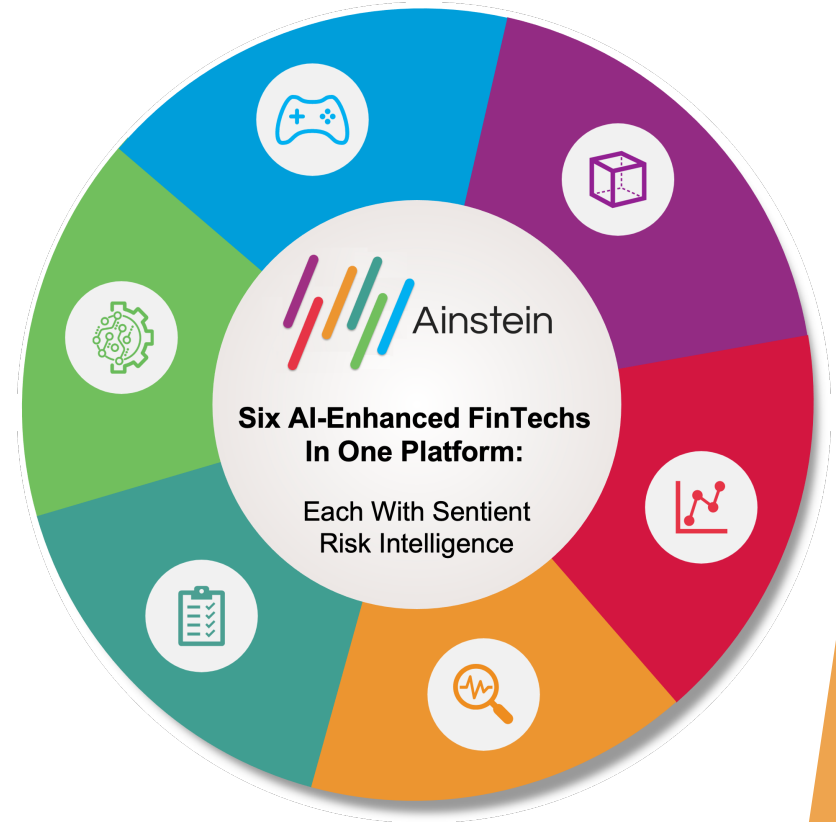 Ainstein
Six AI-Enhanced FinTechs
In One Platform:
Each With Sentient
Risk Intelligence